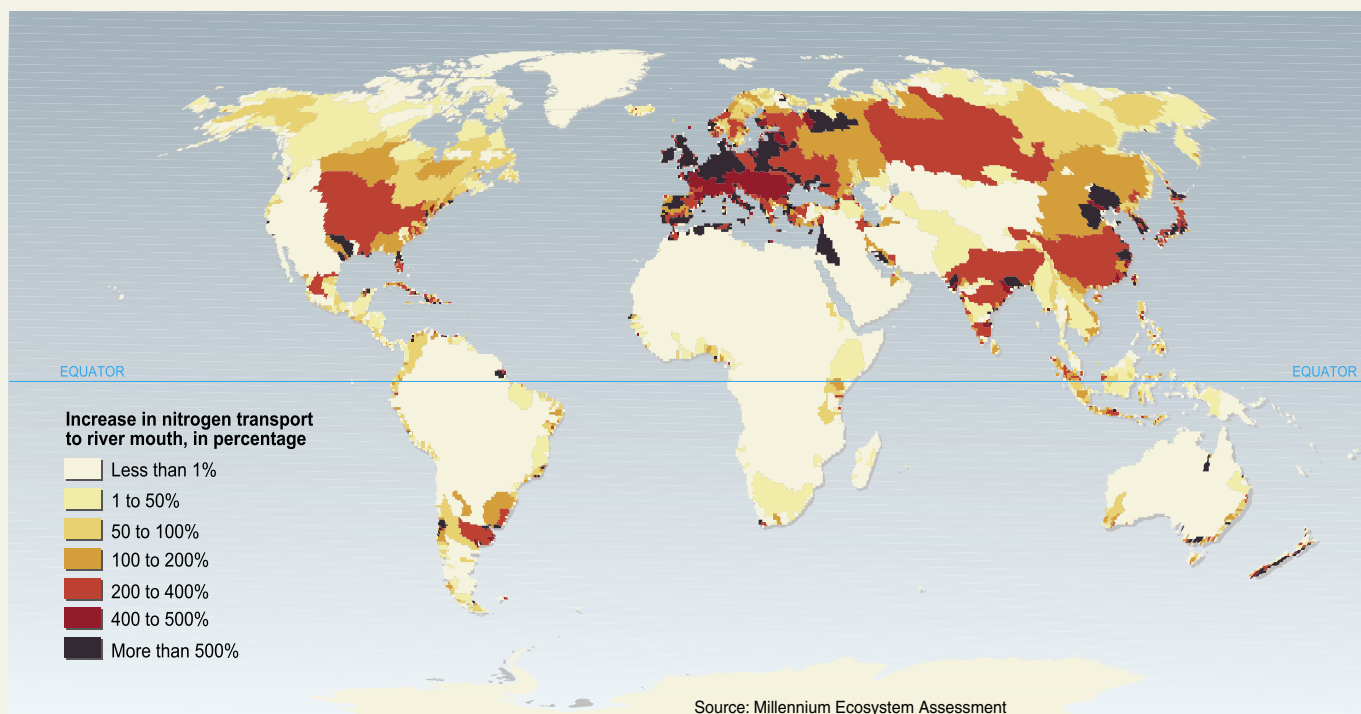 EQUATOR
EQUATOR
Increase in nitrogen transport
to river mouth, in percentage
Less than 1%
1 to 50%
50 to 100%
100 to 200%
200 to 400%
400 to 500%
More than 500%
Source: Millennium Ecosystem Assessment